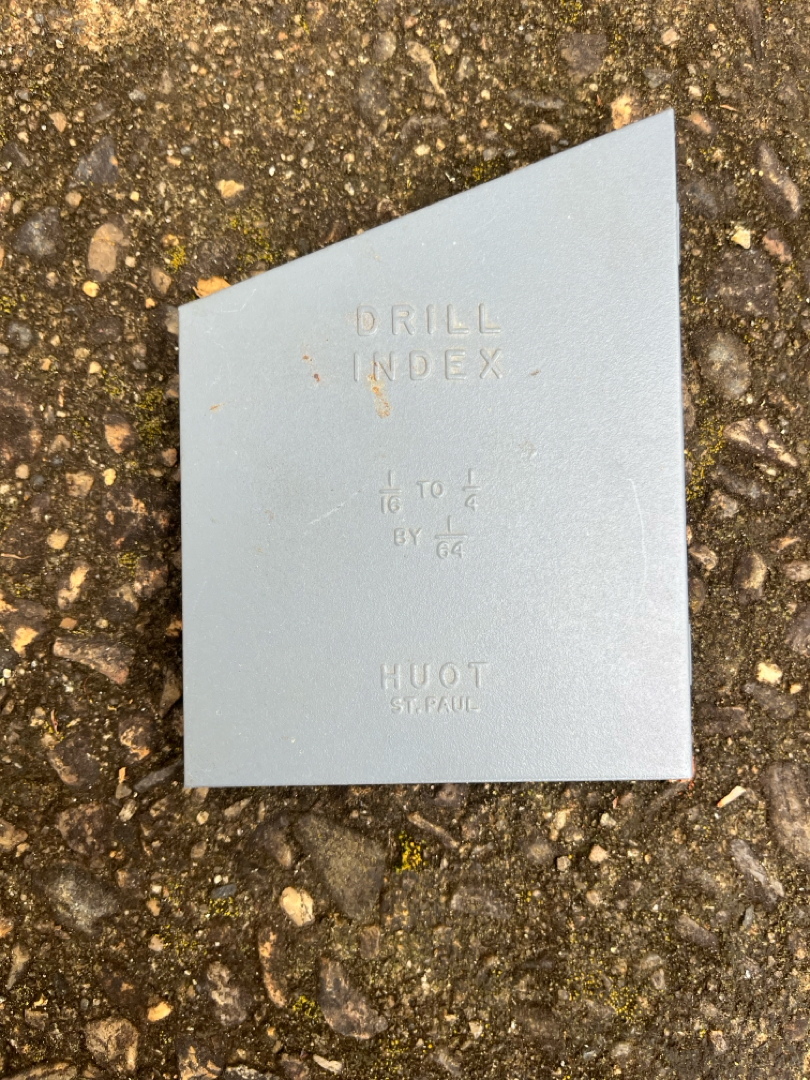 DRILL
INDEX
1/16 TO 1/4
BY 1/64
HUOT
ST. PAUL